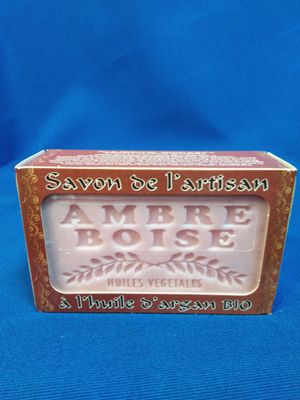 Savon de l'artisan
AMBRE
BOISE
HUILES VEGETALES
à l'huile d'argan BIO